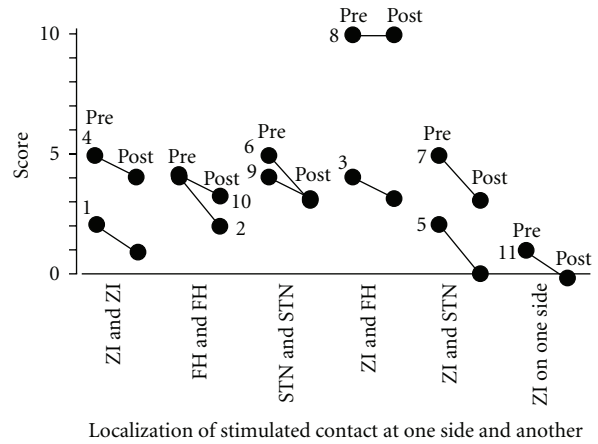 Score
10
5
0
Pre
4
Post
1
Pre
Post
10
2
Pre
6
9
Post
Pre
Post
8
3
Pre
7
Post
5
Pre
11
Post
ZI and ZI
FH and FH
STN and STN
ZI and FH
ZI and STN
ZI on one side
Localization of stimulated contact at one side and another